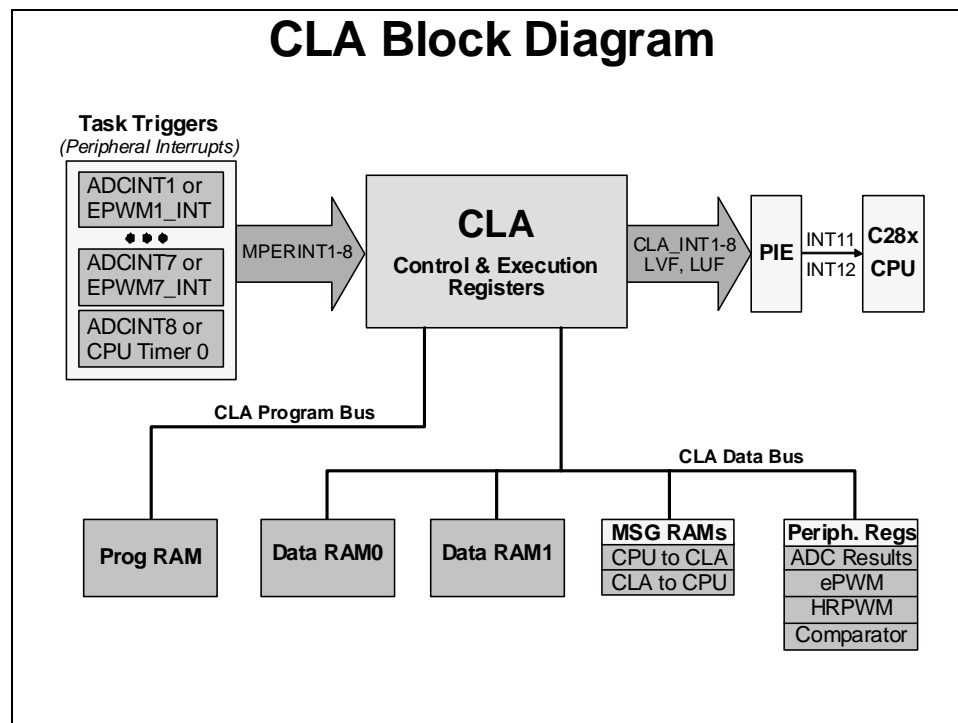 CLA Block Diagram
Task Triggers
(Peripheral Interrupts)
ADCINT1 or
EPWM1_INT
ADCINT7 or
EPWM7_INT
ADCINT8 or
CPU Timer 0
MPERINT1-8
CLA
Control & Execution
Registers
CLA_INT1-8
LVF, LUF
PIE
INT11
INT12
C28x
CPU
CLA Program Bus
CLA Data Bus
Prog RAM
Data RAM0
Data RAM1
MSG RAMs
CPU to CLA
CLA to CPU
Periph. Regs
ADC Results
ePWM
HRPWM
Comparator